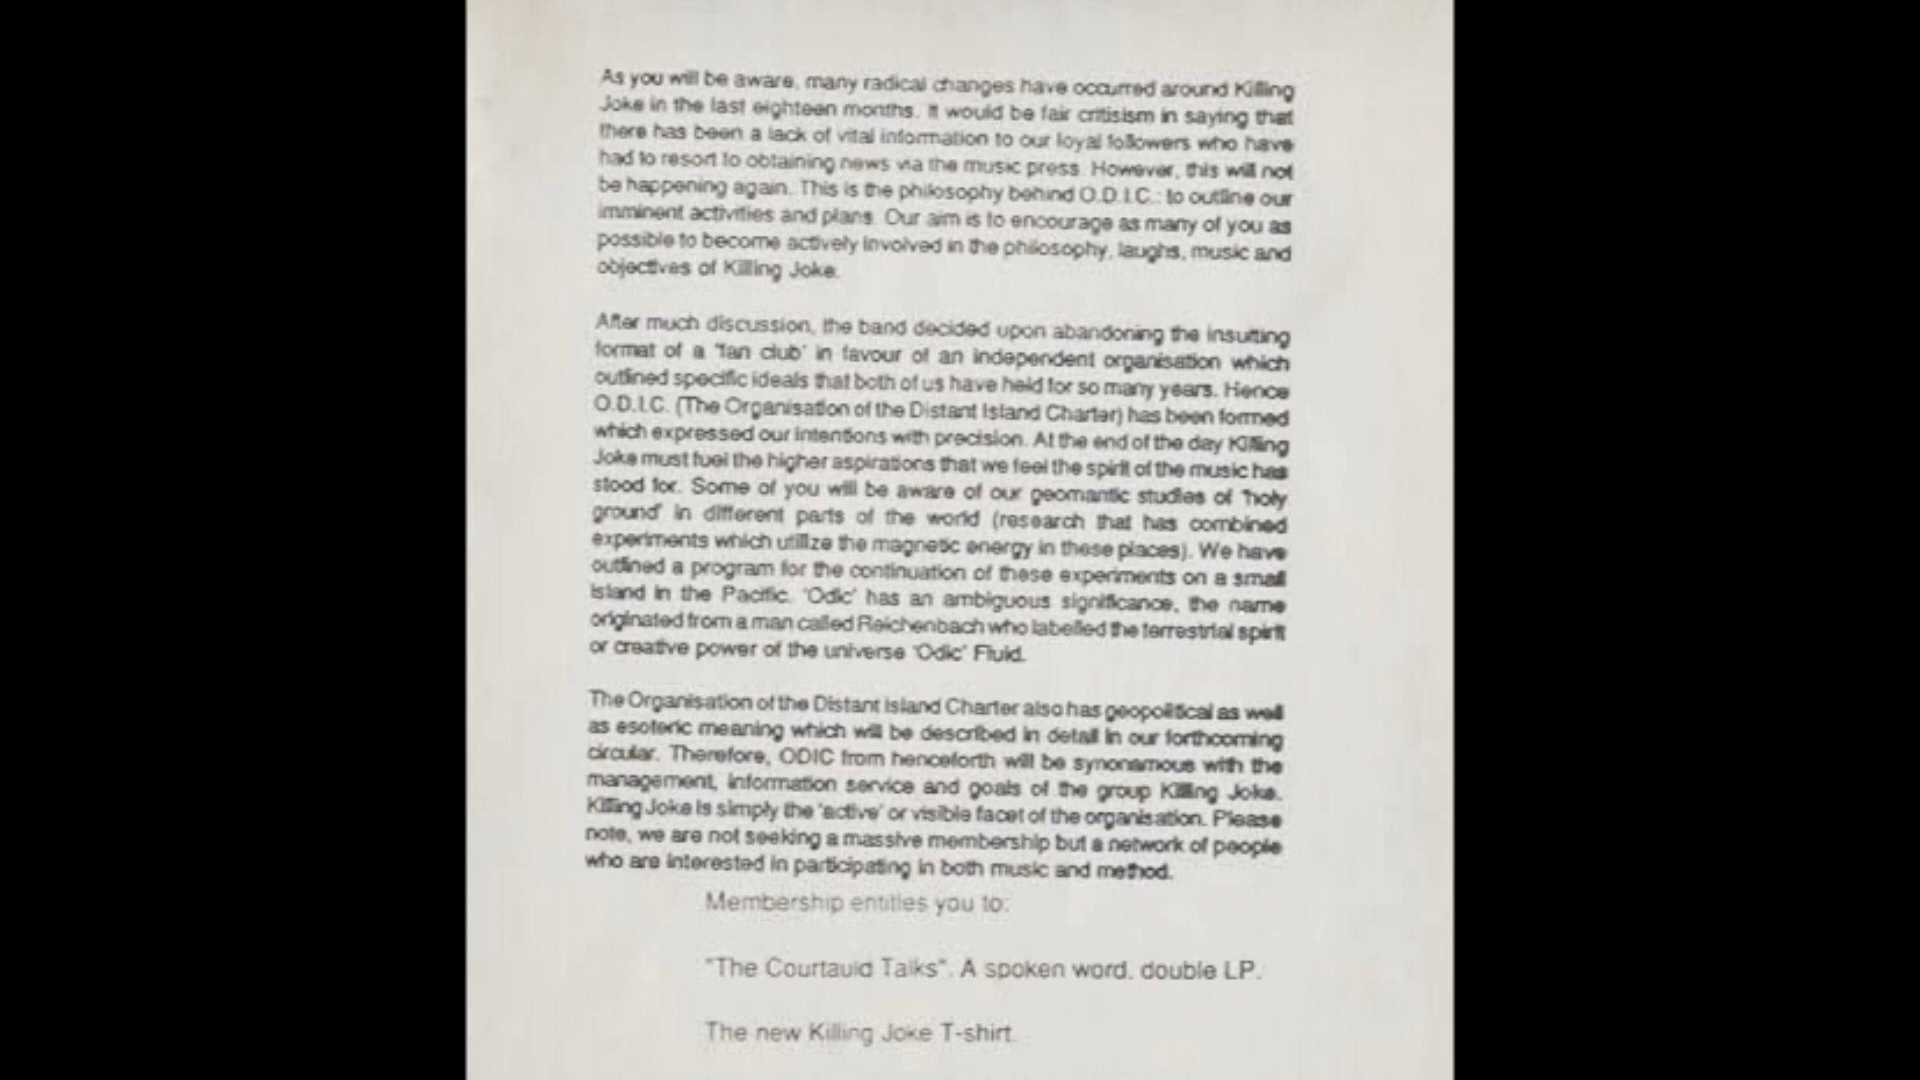 As you will be aware, many radical changes have occurred around Killing
Joke in the last eighteen months. It would be fair critisism in saying that
there has been a lack of vital information to our loyal followers who have
had to resort to obtaining news via the music press. However, this will not
be happening again. This is the philosophy behind O.D.I.C.: to outline our
imminent activities and plans. Our aim is to encourage as many of you as
possible to become actively involved in the philosophy, laughs, music and
objectives of Killing Joke.
After much discussion, the band decided upon abandoning the insulting
format of a 'fan club' in favour of an independent organisation which
outlined specific ideals that both of us have held for so many years. Hence
O.D.I.C. (The Organisation of the Distant Island Charter) has been formed
which expressed our intentions with precision. At the end of the day Killing
Joke must fuel the higher aspirations that we feel the spirit of the music has
stood for. Some of you will be aware of our geomantic studies of 'holy
ground' in different parts of the world (research that has combined
experiments which utilize the magnetic energy in these places). We have
outlined a program for the continuation of these experiments on a small
Island in the Pacific. 'Odic' has an ambiguous significance, the name
originated from a man called Reichenbach who labelled the terrestrial spirit
or creative power of the universe 'Odic' Fluid.
The Organisation of the Distant Island Charter also has geopolitical as well
as esoteric meaning which will be described in detail in our forthcoming
circular. Therefore, ODIC from henceforth will be synonamous with the
management, information service and goals of the group Killing Joke.
Killing Joke is simply the 'active' or visible facet of the organisation. Please
note, we are not seeking a massive membership but a network of people
who are interested in participating in both music and method.
Membership entitles you to:
"The Courtauld Talks". A spoken word. double LP.
The new Killing Joke T-shirt.